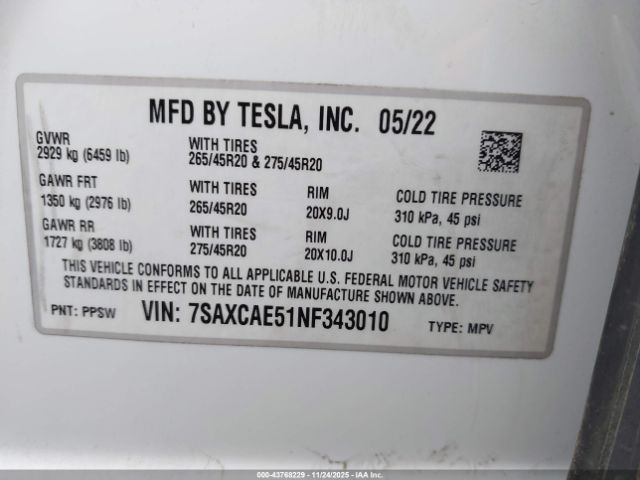 MFD BY TESLA, INC. 05/22
GVWR
2929 kg (6459 lb)
WITH TIRES
265/45R20 & 275/45R20
GAWR FRT
1350 kg (2976 lb)
WITH TIRES
265/45R20
RIM
20X9.0J
COLD TIRE PRESSURE
310 kPa, 45 psi
GAWR RR
1727 kg (3808 lb)
WITH TIRES
275/45R20
RIM
20X10.0J
COLD TIRE PRESSURE
310 kPa, 45 psi
THIS VEHICLE CONFORMS TO ALL APPLICABLE U.S. FEDERAL MOTOR VEHICLE SAFETY
STANDARDS IN EFFECT ON THE DATE OF MANUFACTURE SHOWN ABOVE.
PNT: PPSW VIN: 7SAXCAE51NF343010 TYPE: MPV
000-43768229 - 11/24/2025 - IAA Inc.